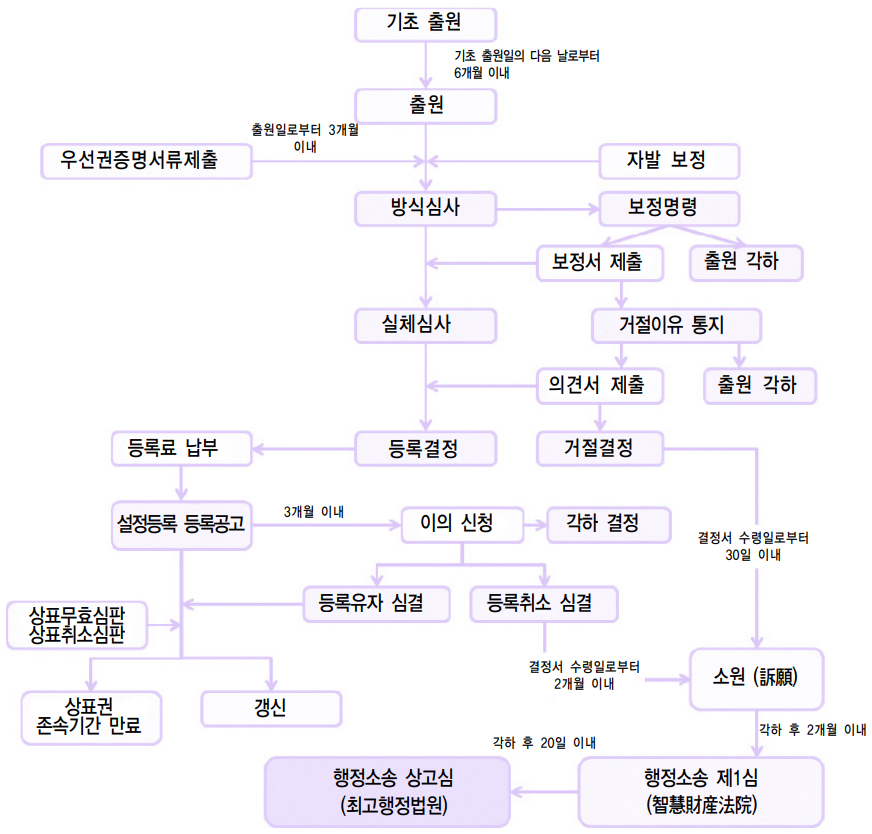 기초 출원
기초 출원일의 다음 날로부터
6개월 이내
출원
출원일로부터 3개월
이내
우선권증명서류제출
자발 보정
방식심사
보정명령
보정서 제출
출원 각하
실체심사
거절이유 통지
의견서 제출
출원 각하
등록료 납부
등록결정
거절결정
설정등록 등록공고
3개월 이내
이의 신청
각하 결정
결정서 수령일로부터
30일 이내
등록유자 심결
등록취소 심결
상표무효심판
상표취소심판
결정서 수령일로부터
2개월 이내
소원 (訴願)
상표권
존속기간 만료
갱신
각하 후 2개월 이내
각하 후 20일 이내
행정소송 상고심
(최고행정법원)
행정소송 제1심
(智慧財産法院)